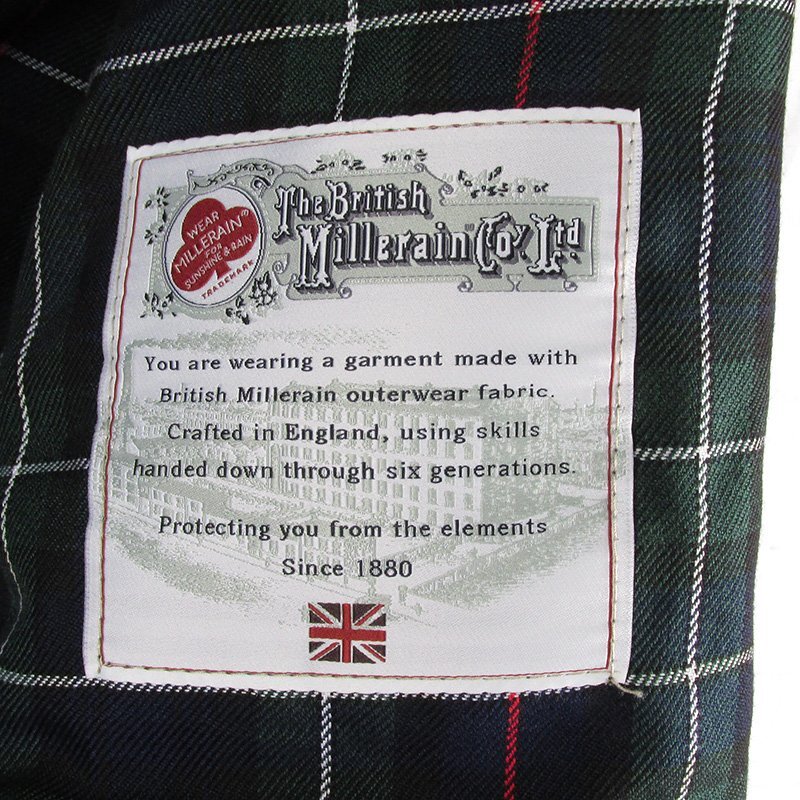 WEAR
MILLERAIN®
FOR
SUNSHINE & RAIN
TRADEMARK
The British
Millerain Coy Ltd
You are wearing a garment made with
British Millerain outerwear fabric.
Crafted in England, using skills
handed down through six generations.
Protecting you from the elements
Since 1880